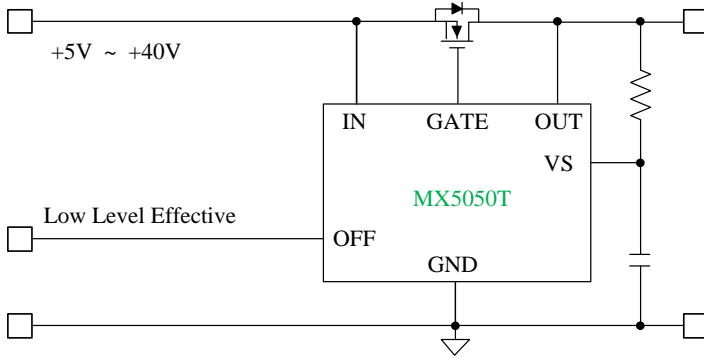 +5V ~ +40V
IN GATE OUT
VS
MX5050T
Low Level Effective
OFF
GND